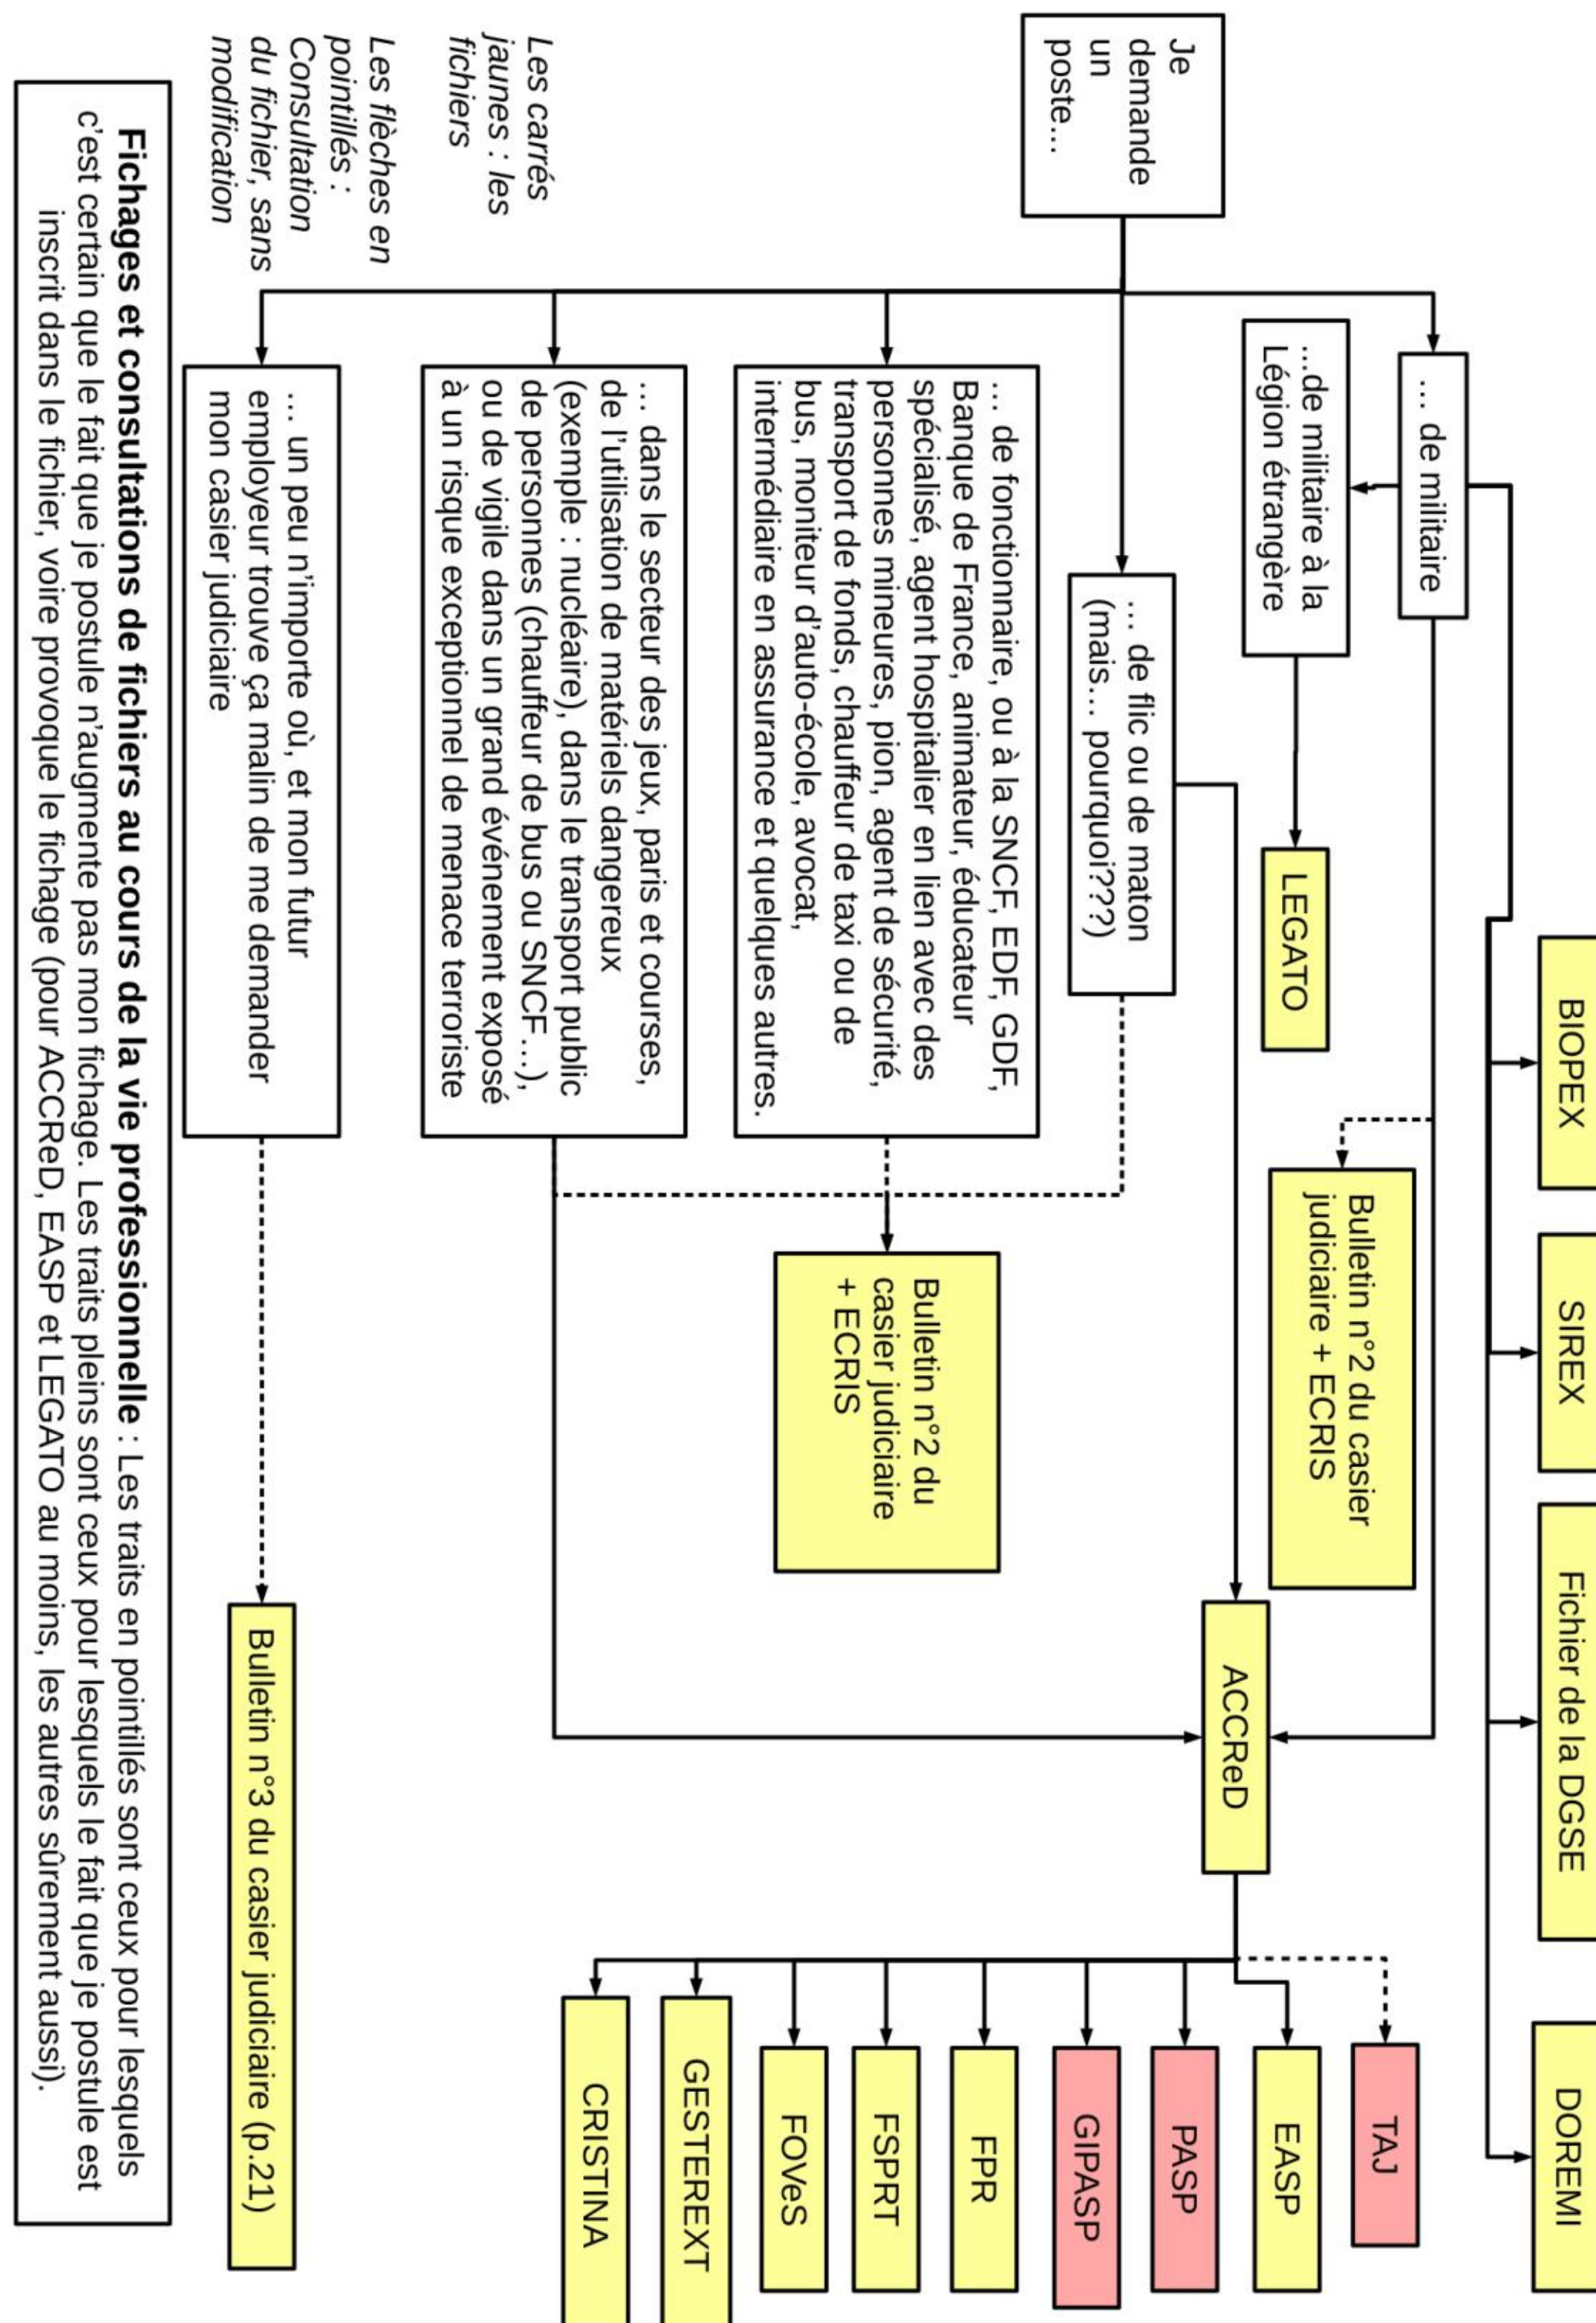 BIOPEX
SIREX
Fichier de la DGSE
DOREMI
… de militaire
…de militaire à la
Légion étrangère
LEGATO
Bulletin n°2 du casier
judiciaire + ECRIS
TAJ
EASP
PASP
GIPASP
FPR
FSPRT
FOVeS
GESTEREXT
CRISTINA
ACCReD
Je
demande
un
poste…
… de flic ou de maton
(mais… pourquoi???)
… de fonctionnaire, ou à la SNCF, EDF, GDF,
Banque de France, animateur, éducateur
spécialisé, agent hospitalier en lien avec des
personnes mineures, pion, agent de sécurité,
transport de fonds, chauffeur de taxi ou de
bus, moniteur d'auto-école, avocat,
intermédiaire en assurance et quelques autres.
Bulletin n°2 du
casier judiciaire
+ ECRIS
… dans le secteur des jeux, paris et courses,
de l'utilisation de matériels dangereux
(exemple : nucléaire), dans le transport public
de personnes (chauffeur de bus ou SNCF…),
ou de vigile dans un grand événement exposé
à un risque exceptionnel de menace terroriste
Les carrés
jaunes : les
fichiers
Les flèches en
pointillés :
Consultation
du fichier, sans
modification
… un peu n'importe où, et mon futur
employeur trouve ça malin de me demander
mon casier judiciaire
Bulletin n°3 du casier judiciaire (p.21)
Fichages et consultations de fichiers au cours de la vie professionnelle : Les traits en pointillés sont ceux pour lesquels
c'est certain que le fait que je postule n'augmente pas mon fichage. Les traits pleins sont ceux pour lesquels le fait que je postule est
inscrit dans le fichier, voire provoque le fichage (pour ACCReD, EASP et LEGATO au moins, les autres sûrement aussi).